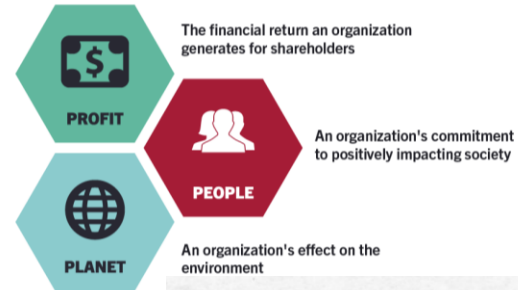 The financial return an organization
generates for shareholders
$
PROFIT
An organization's commitment
to positively impacting society
PEOPLE
An organization's effect on the
environment
PLANET